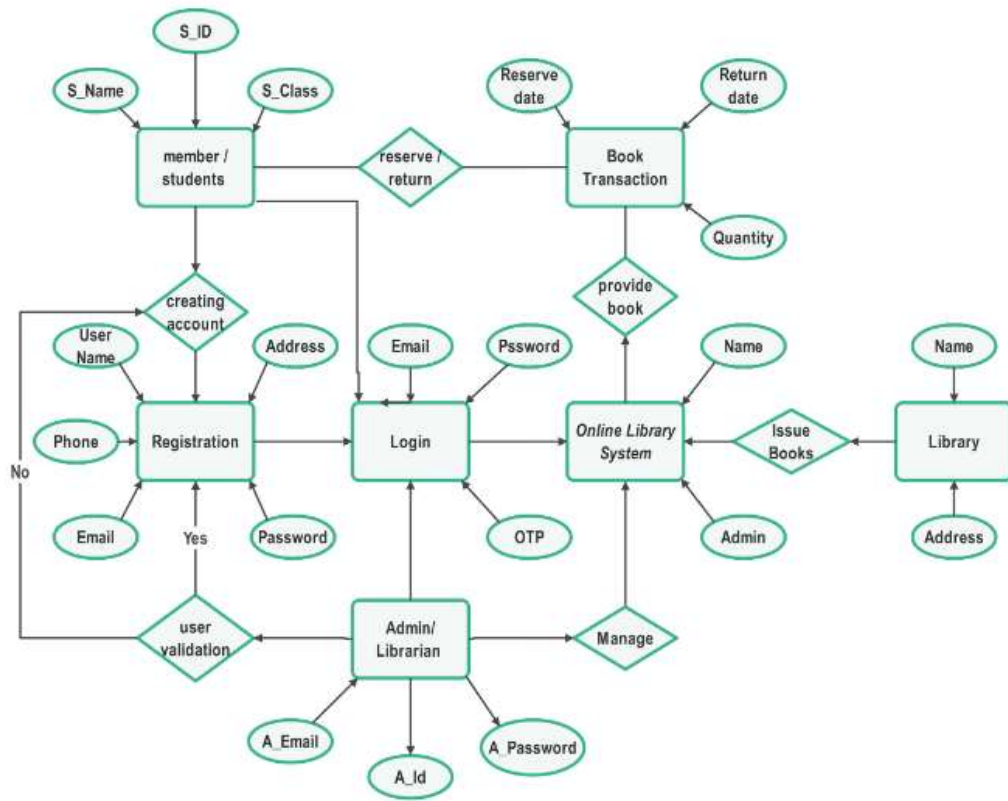 S_ID
S_Name
S_Class
Reserve
date
Return
date
member /
students
reserve /
return
Book
Transaction
Quantity
creating
account
provide
book
User
Name
Address
Email
Pssword
Name
Name
Phone
Registration
Login
Online Library
System
Issue
Books
Library
No
Email
Yes
Password
OTP
Admin
Address
user
validation
Admin/
Librarian
Manage
A_Email
A_Id
A_Password